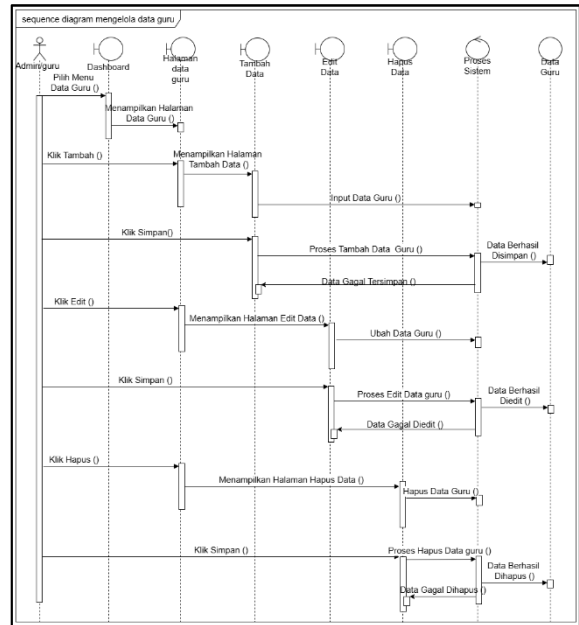 sequence diagram mengelola data guru
Admin/guru
Dashboard
Halaman
data
guru
Tambah
Data
Edit
Data
Hapus
Data
Proses
Sistem
Data
Guru
Pilih Menu
Data Guru ()
Menampilkan Halaman
Data Guru ()
Klik Tambah ()
Menampilkan Halaman
Tambah Data ()
Input Data Guru ()
Klik Simpan()
Proses Tambah Data Guru ()
Data Berhasil
Disimpan ()
Data Gagal Tersimpan ()
Klik Edit ()
Menampilkan Halaman Edit Data ()
Ubah Data Guru ()
Klik Simpan ()
Proses Edit Data guru ()
Data Berhasil
Diedit ()
Data Gagal Diedit ()
Klik Hapus ()
Menampilkan Halaman Hapus Data ()
Hapus Data Guru ()
Klik Simpan ()
Proses Hapus Data guru ()
Data Berhasil
Dihapus ()
Data Gagal Dihapus ()